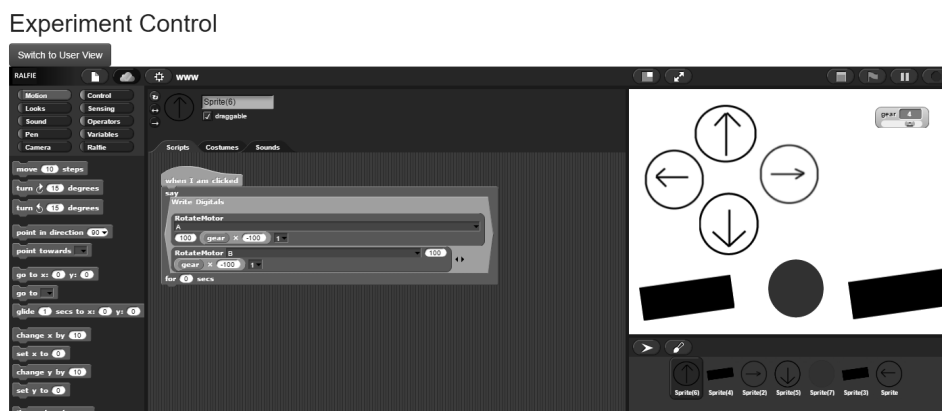 Experiment Control
Switch to User View
RALFIE
www
Motion Control
Looks Sensing
Sound Operators
Pen Variables
Camera Ralfie
Sprite(6)
draggable
Scripts Costumes Sounds
move 10 steps
turn 15 degrees
turn 15 degrees
point in direction 90
point towards
go to x: 0 y: 0
go to
glide 1 secs to x: 0 y: 0
change x by 10
set x to 0
change y by 10
set y to 0
when I am clicked
say
Write Digitals
RotateMotor
A
100 gear × -100 1
RotateMotor B 100
gear × -100 1
for 0 secs
gear 4
Sprite(6) Sprite(4) Sprite(2) Sprite(5) Sprite(7) Sprite(3) Sprite